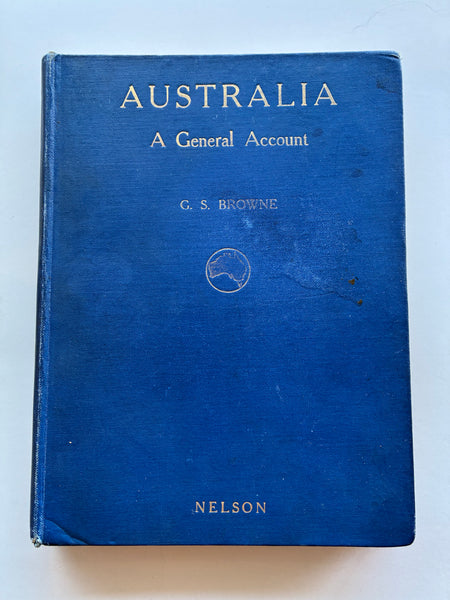 AUSTRALIA
A General Account
G. S. BROWNE
NELSON